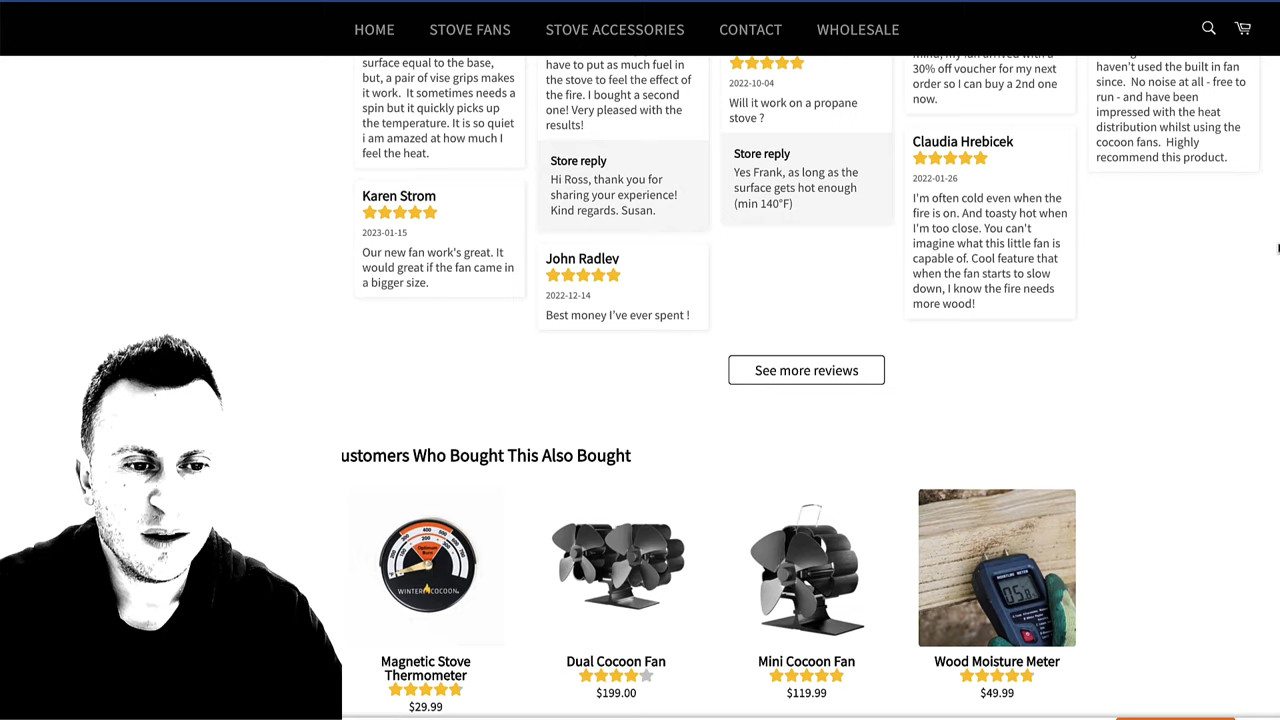 HOME STOVE FANS STOVE ACCESSORIES CONTACT WHOLESALE
surface equal to the base,
but, a pair of vise grips makes
it work. It sometimes needs a
spin but it quickly picks up
the temperature. It is so quiet
i am amazed at how much I
feel the heat.
Karen Strom
2023-01-15
Our new fan work's great. It
would great if the fan came in
a bigger size.
have to put as much fuel in
the stove to feel the effect of
the fire. I bought a second
one! Very pleased with the
results!
Store reply
Hi Ross, thank you for
sharing your experience!
Kind regards. Susan.
John Radlev
2022-12-14
Best money I've ever spent !
2022-10-04
Will it work on a propane
stove ?
Store reply
Yes Frank, as long as the
surface gets hot enough
(min 140°F)
30% off voucher for my next
order so I can buy a 2nd one
now.
Claudia Hrebicek
2022-01-26
I'm often cold even when the
fire is on. And toasty hot when
I'm too close. You can't
imagine what this little fan is
capable of. Cool feature that
when the fan starts to slow
down, I know the fire needs
more wood!
haven't used the built in fan
since. No noise at all - free to
run - and have been
impressed with the heat
distribution whilst using the
cocoon fans. Highly
recommend this product.
See more reviews
ustomers Who Bought This Also Bought
Optimum
Burn
WINTER COCOON
MOISTURE METER
Magnetic Stove
Thermometer
$29.99
Dual Cocoon Fan
$199.00
Mini Cocoon Fan
$119.99
Wood Moisture Meter
$49.99